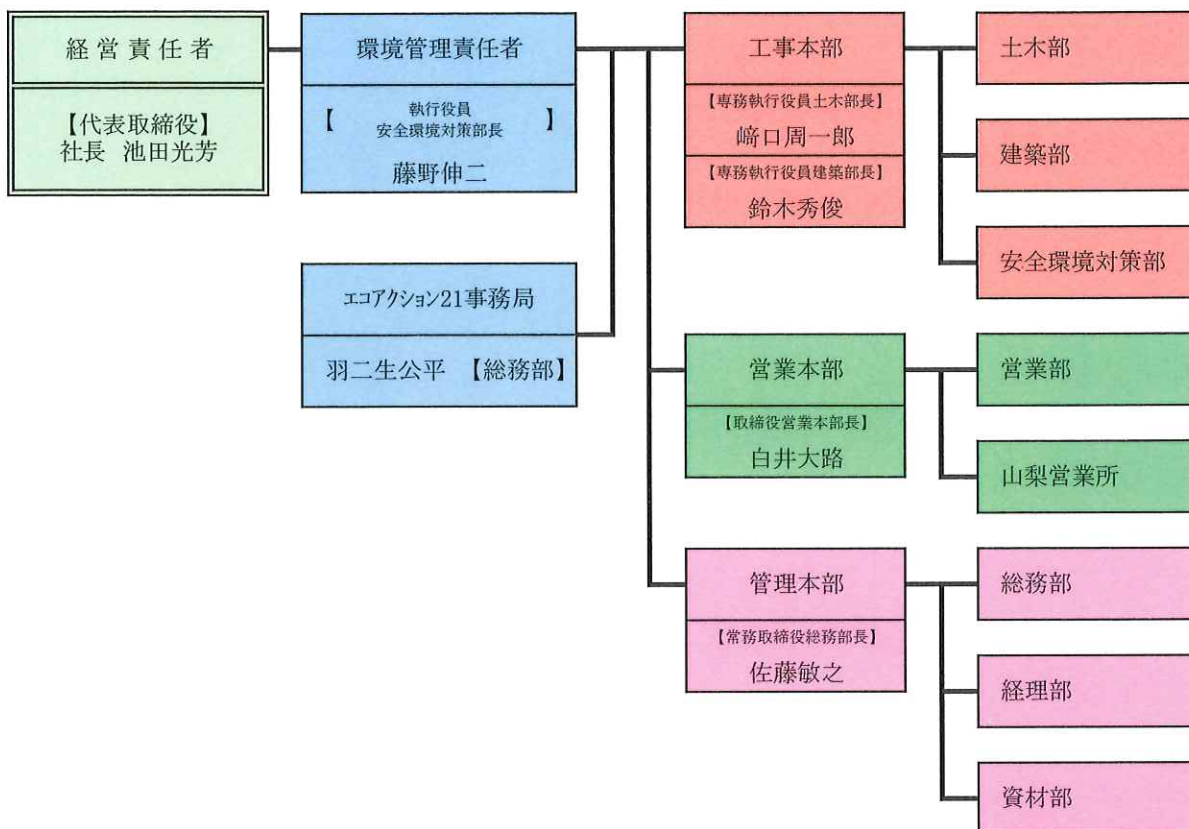 経営責任者
【代表取締役】
社長 池田光芳
環境管理責任者
【 執行役員
安全環境対策部長 】
藤野伸二
エコアクション21事務局
羽二生公平 【総務部】
工事本部
【専務執行役員土木部長】
﨑口周一郎
【専務執行役員建築部長】
鈴木秀俊
土木部
建築部
安全環境対策部
営業本部
【取締役営業本部長】
白井大路
営業部
山梨営業所
管理本部
【常務取締役総務部長】
佐藤敏之
総務部
経理部
資材部